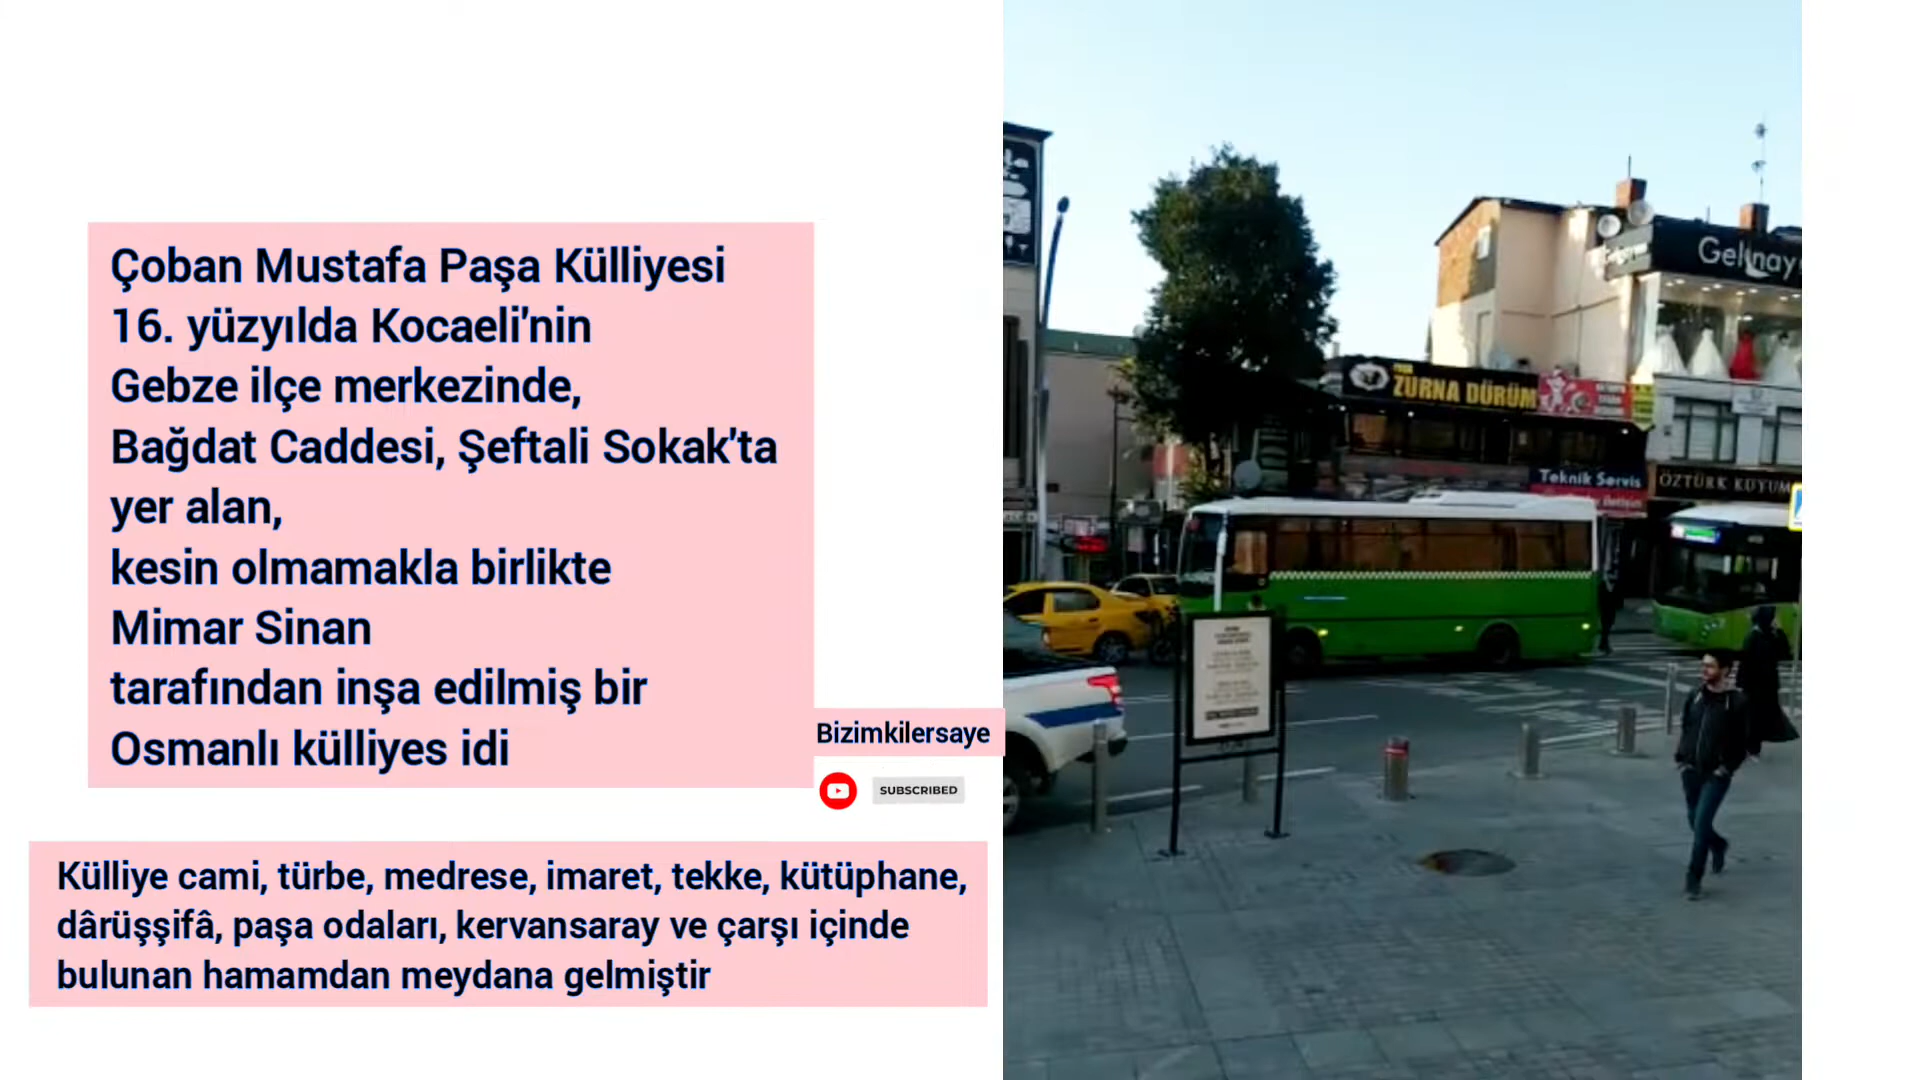 Çoban Mustafa Paşa Külliyesi
16. yüzyılda Kocaeli'nin
Gebze ilçe merkezinde,
Bağdat Caddesi, Şeftali Sokak'ta
yer alan,
kesin olmamakla birlikte
Mimar Sinan
tarafından inşa edilmiş bir
Osmanlı külliyes idi
Bizimkilersaye
SUBSCRIBED
Külliye cami, türbe, medrese, imaret, tekke, kütüphane,
dârüşşifâ, paşa odaları, kervansaray ve çarşı içinde
bulunan hamamdan meydana gelmiştir
ZURNA DÜRÜM
Teknik Servis
ÖZTÜRK KUYUM